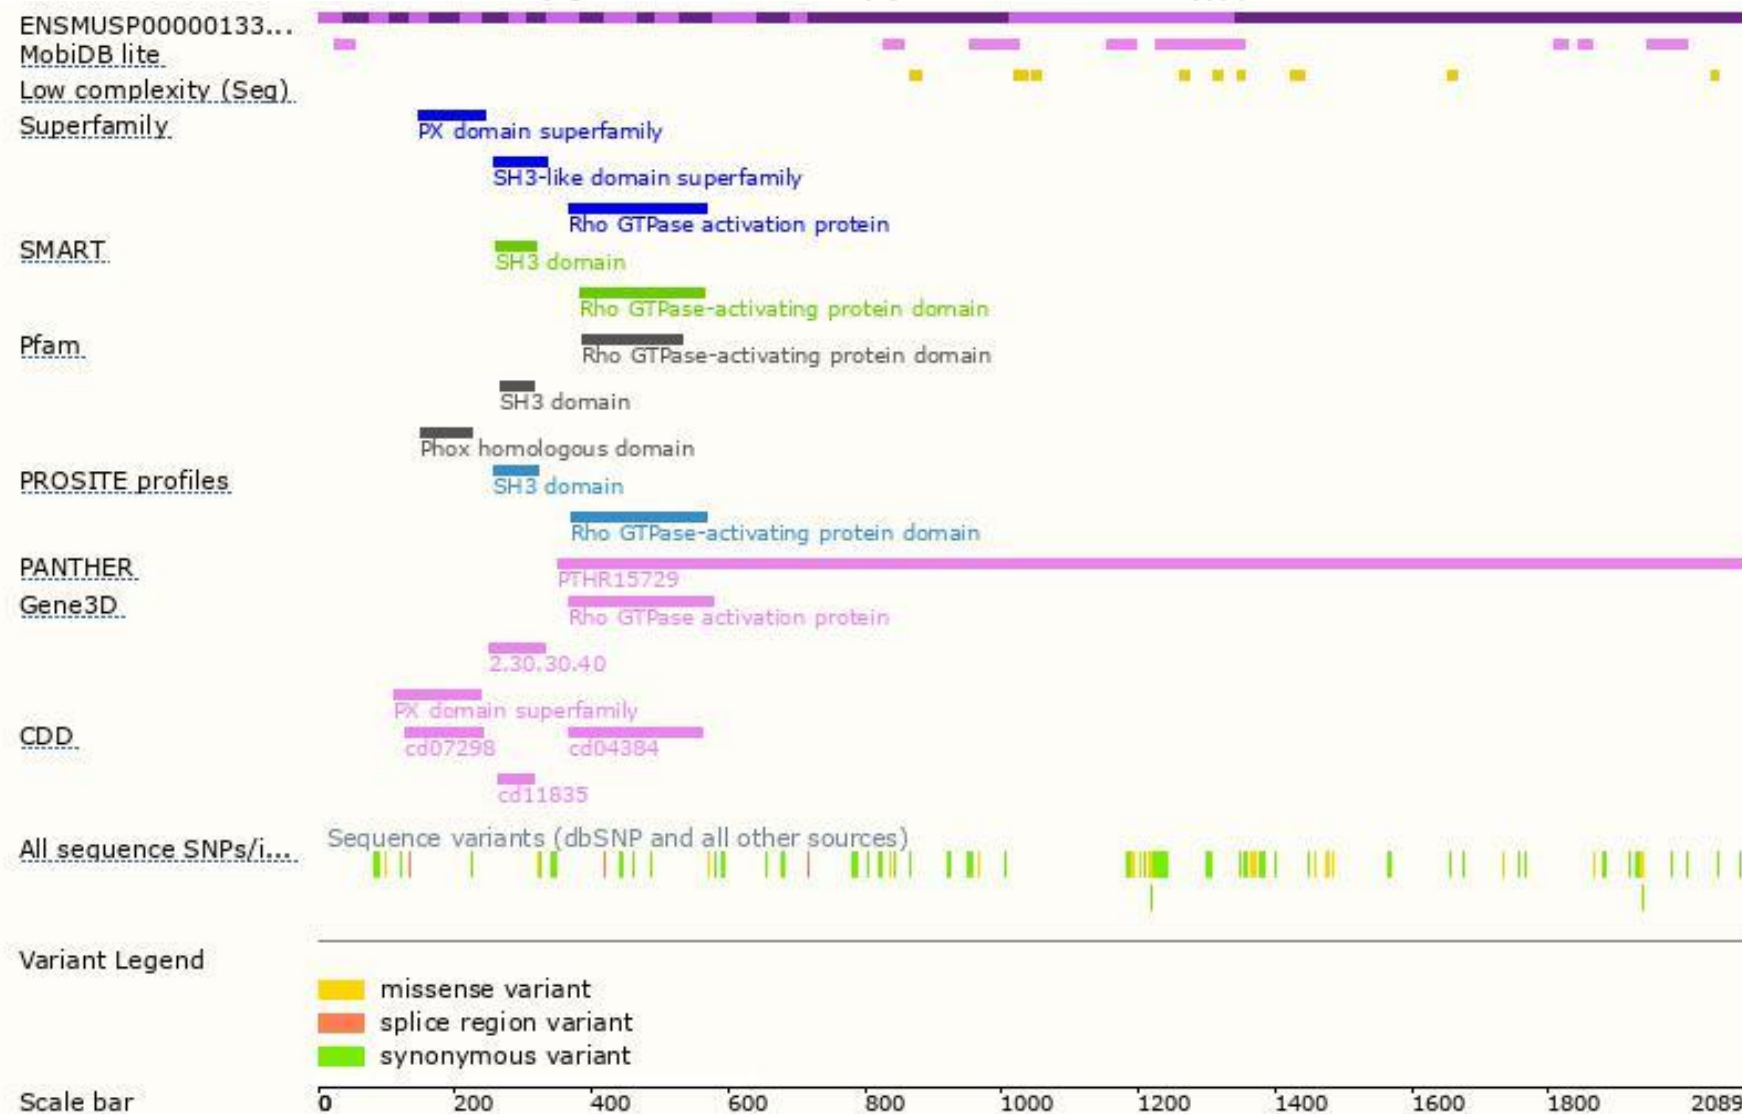 ENSMUSP00000133...
MobiDB lite
Low complexity (Seg)
Superfamily
PX domain superfamily
SH3-like domain superfamily
Rho GTPase activation protein
SMART
SH3 domain
Rho GTPase-activating protein domain
Pfam
Rho GTPase-activating protein domain
SH3 domain
Phox homologous domain
PROSITE profiles
SH3 domain
Rho GTPase-activating protein domain
PANTHER
PTHR15729
Gene3D
Rho GTPase activation protein
2.30.30.40
PX domain superfamily
CDD
cd07298 cd04384
cd11835
Sequence variants (dbSNP and all other sources)
All sequence SNPs/i...
Variant Legend
missense variant
splice region variant
synonymous variant
Scale bar 0 200 400 600 800 1000 1200 1400 1600 1800 2089